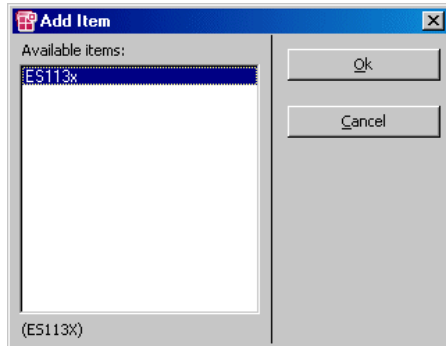 Add Item
Available items:
ES113x
Ok
Cancel
(ES113X)